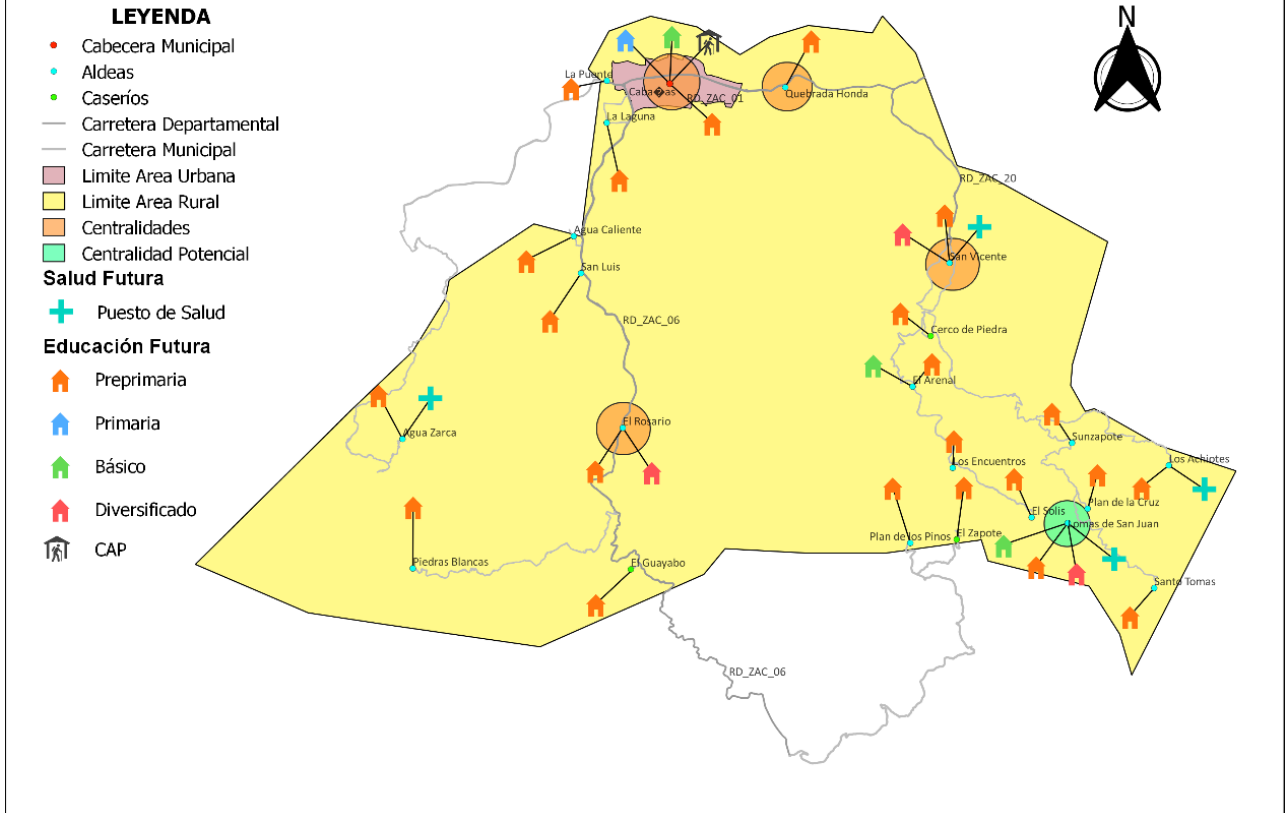 LEYENDA
Cabecera Municipal
Aldeas
Caseríos
Carretera Departamental
Carretera Municipal
Limite Area Urbana
Limite Area Rural
Centralidades
Centralidad Potencial
Salud Futura
Puesto de Salud
Educación Futura
Preprimaria
Primaria
Básico
Diversificado
CAP
N
La Puente
Caba�as
RD_ZAC_01
Quebrada Honda
La Laguna
RD_ZAC_20
Agua Caliente
San Vicente
San Luis
RD_ZAC_06
Cerco de Piedra
El Arenal
El Rosario
Agua Zarca
Sunzapote
Los Encuentros
Los Achiotes
Plan de la Cruz
El Solis
Lomas de San Juan
Plan de los Pinos
El Zapote
Piedras Blancas
El Guayabo
Santo Tomas
RD_ZAC_06